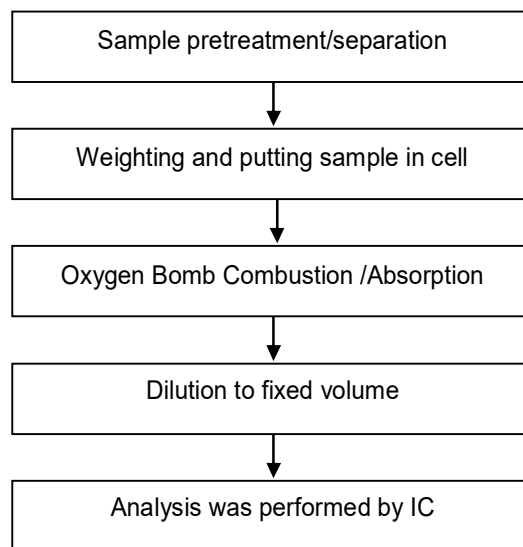 Sample pretreatment/separation
Weighting and putting sample in cell
Oxygen Bomb Combustion /Absorption
Dilution to fixed volume
Analysis was performed by IC